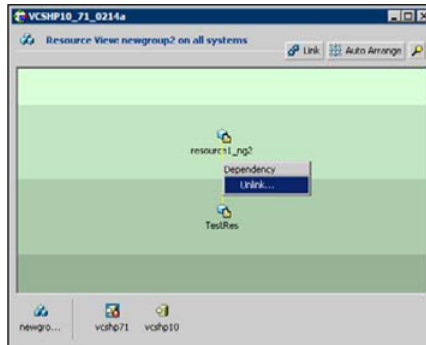 VCSHP10_71_0214a
Resource View: newgroup2 on all systems
Link
Auto Arrange
resource1_ng2
Dependency
Unlink...
TestRes
newgro...
vcshp71
vcshp10